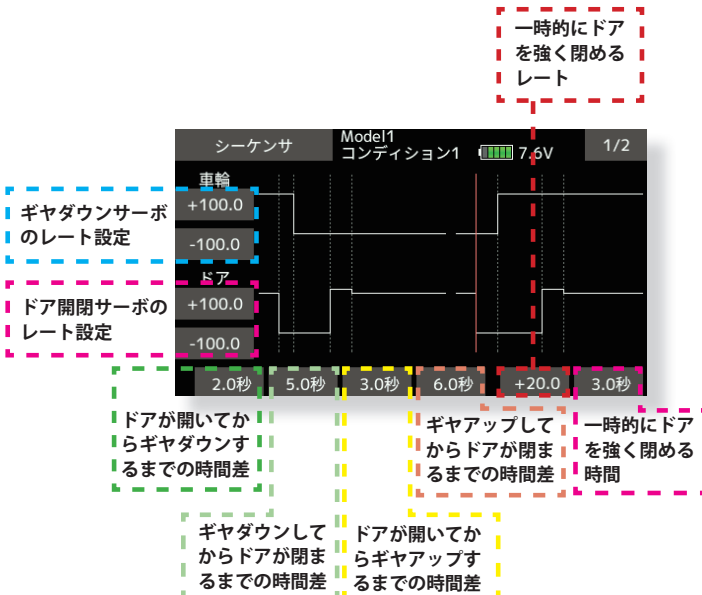 一時的にドア
を強く閉める
レート
シーケンサ
Model1
コンディション1
7.6V
1/2
車輪
+100.0
-100.0
ギヤダウンサーボ
のレート設定
ドア
+100.0
-100.0
ドア開閉サーボの
レート設定
2.0秒
5.0秒
3.0秒
6.0秒
+20.0
3.0秒
ドアが開いてか
らギヤダウンす
るまでの時間差
ギヤアップして
からドアが閉ま
るまでの時間差
一時的にドア
を強く閉める
時間
ギヤダウンして
からドアが閉ま
るまでの時間差
ドアが開いてか
らギヤアップす
るまでの時間差